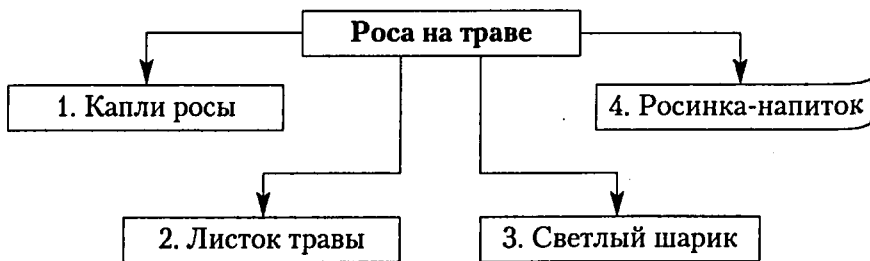 Роса на траве
1. Капли росы
4. Росинка-напиток
2. Листок травы
3. Светлый шарик